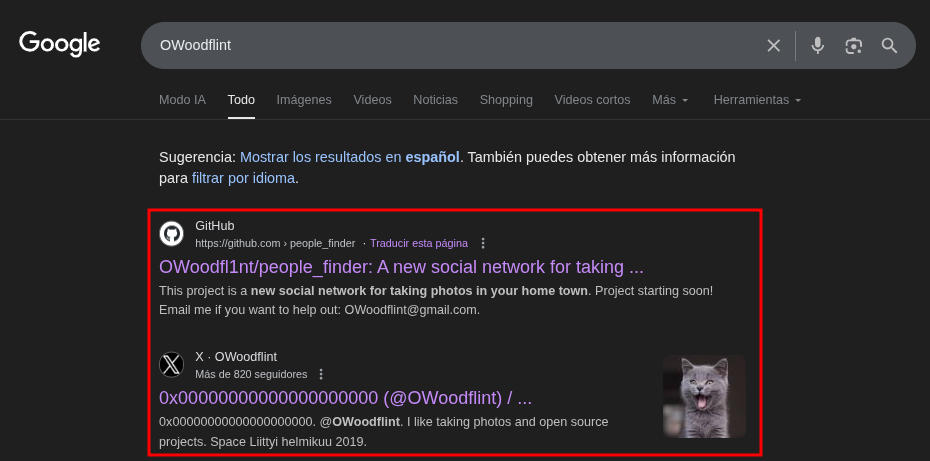 Google
OWoodflint
Modo IA Todo Imágenes Videos Noticias Shopping Videos cortos Más Herramientas
Sugerencia: Mostrar los resultados en español. También puedes obtener más información
para filtrar por idioma.
GitHub
https://github.com › people_finder · Traducir esta página
OWoodfl1nt/people_finder: A new social network for taking ...
This project is a new social network for taking photos in your home town. Project starting soon!
Email me if you want to help out: OWoodflint@gmail.com.
X · OWoodflint
Más de 820 seguidores
0x00000000000000000000 (@OWoodflint) / ...
0x00000000000000000000. @OWoodflint. I like taking photos and open source
projects. Space Liittyi helmikuu 2019.